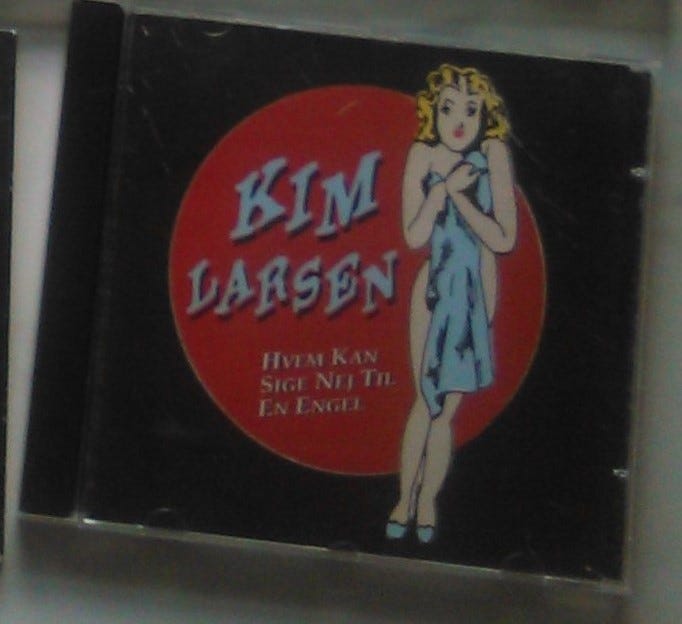 KIM
LARSEN
HVEM KAN
SIGE NEJ TIL
EN ENGEL